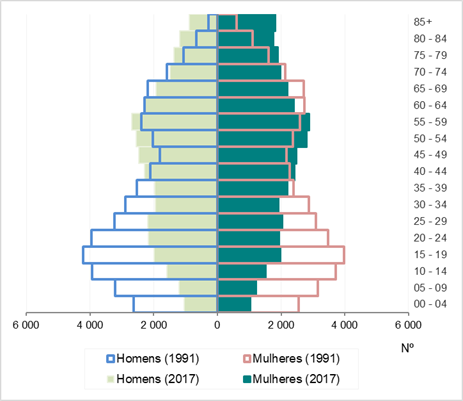 85+
80 - 84
75 - 79
70 - 74
65 - 69
60 - 64
55 - 59
50 - 54
45 - 49
40 - 44
35 - 39
30 - 34
25 - 29
20 - 24
15 - 19
10 - 14
05 - 09
00 - 04
6 000 4 000 2 000 0 2 000 4 000 6 000
Nº
Homens (1991) Mulheres (1991)
Homens (2017) Mulheres (2017)